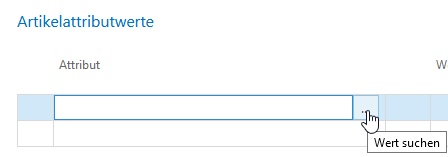 Artikelattributwerte
Attribut W
...
Wert suchen